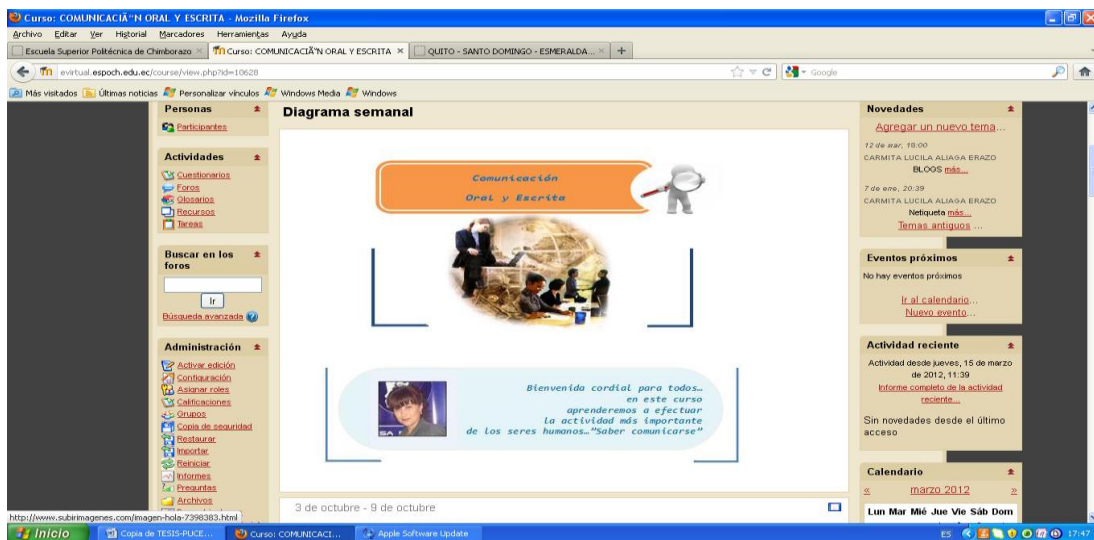 Curso: COMUNICACIÃ“N ORAL Y ESCRITA - Mozilla Firefox
Archivo Editar Ver Historial Marcadores Herramientas Ayuda
Escuela Superior Politécnica de Chimborazo × Curso: COMUNICACIÃ“N ORAL Y ESCRITA × QUITO - SANTO DOMINGO - ESMERALDA... × +
evirtual.espoch.edu.ec/course/view.php?id=10628 Google
Más visitados Últimas noticias Personalizar vínculos Windows Media Windows
Personas
Participantes
Actividades
Cuestionarios
Foros
Glosarios
Recursos
Tareas
Buscar en los
foros
Ir
Búsqueda avanzada
Administración
Activar edición
Configuración
Asignar roles
Calificaciones
Grupos
Copia de seguridad
Restaurar
Importar
Reiniciar
Informes
Preguntas
Archivos
Diagrama semanal
Comunicación
Oral y Escrita
Bienvenida cordial para todos…
en este curso
aprenderemos a efectuar
la actividad más importante
de los seres humanos…"Saber comunicarse"
3 de octubre - 9 de octubre
Novedades
Agregar un nuevo tema...
12 de mar, 18:00
CARMITA LUCILA ALIAGA ERAZO
BLOGS más...
7 de ene, 20:39
CARMITA LUCILA ALIAGA ERAZO
Netiqueta más...
Temas antiguos ...
Eventos próximos
No hay eventos próximos
Ir al calendario...
Nuevo evento...
Actividad reciente
Actividad desde jueves, 15 de marzo
de 2012, 11:39
Informe completo de la actividad
reciente...
Sin novedades desde el último
acceso
Calendario
« marzo 2012 »
Lun Mar Mié Jue Vie Sáb Dom
http://www.subirimagenes.com/imagen-hola-7398383.html
Inicio Copia de TESIS-PUCE... Curso: COMUNICACI... Apple Software Update ES 17:47